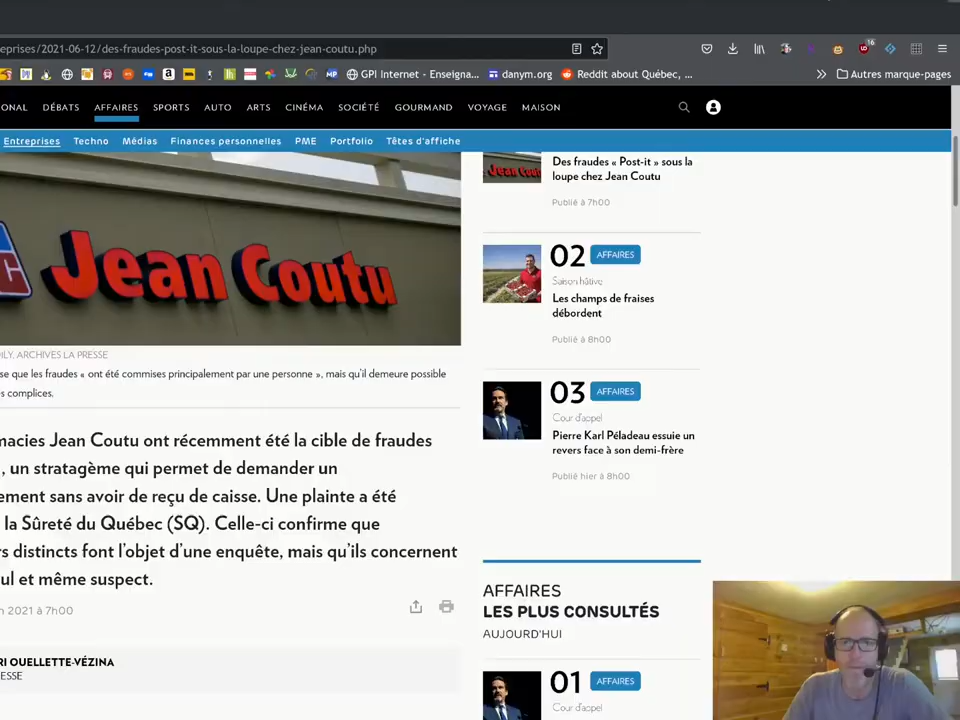 eprises/2021-06-12/des-fraudes-post-it-sous-la-loupe-chez-jean-coutu.php
16
GPI Internet - Enseigna...
danym.org
Reddit about Québec, ...
Autres marque-pages
ONAL DÉBATS AFFAIRES SPORTS AUTO ARTS CINÉMA SOCIÉTÉ GOURMAND VOYAGE MAISON
Entreprises Techno Médias Finances personnelles PME Portfolio Têtes d'affiche
Jean Coutu
ILY, ARCHIVES LA PRESSE
se que les fraudes « ont été commises principalement par une personne », mais qu'il demeure possible
s complices.
macies Jean Coutu ont récemment été la cible de fraudes
, un stratagème qui permet de demander un
ement sans avoir de reçu de caisse. Une plainte a été
la Sûreté du Québec (SQ). Celle-ci confirme que
rs distincts font l'objet d'une enquête, mais qu'ils concernent
ul et même suspect.
n 2021 à 7h00
RI OUELLETTE-VÉZINA
ESSE
Des fraudes « Post-it » sous la
loupe chez Jean Coutu
Publié à 7h00
02 AFFAIRES
Saison hâtive
Les champs de fraises
débordent
Publié à 8h00
03 AFFAIRES
Cour d'appel
Pierre Karl Péladeau essuie un
revers face à son demi-frère
Publié hier à 8h00
AFFAIRES
LES PLUS CONSULTÉS
AUJOURD'HUI
01 AFFAIRES
Cour d'appel